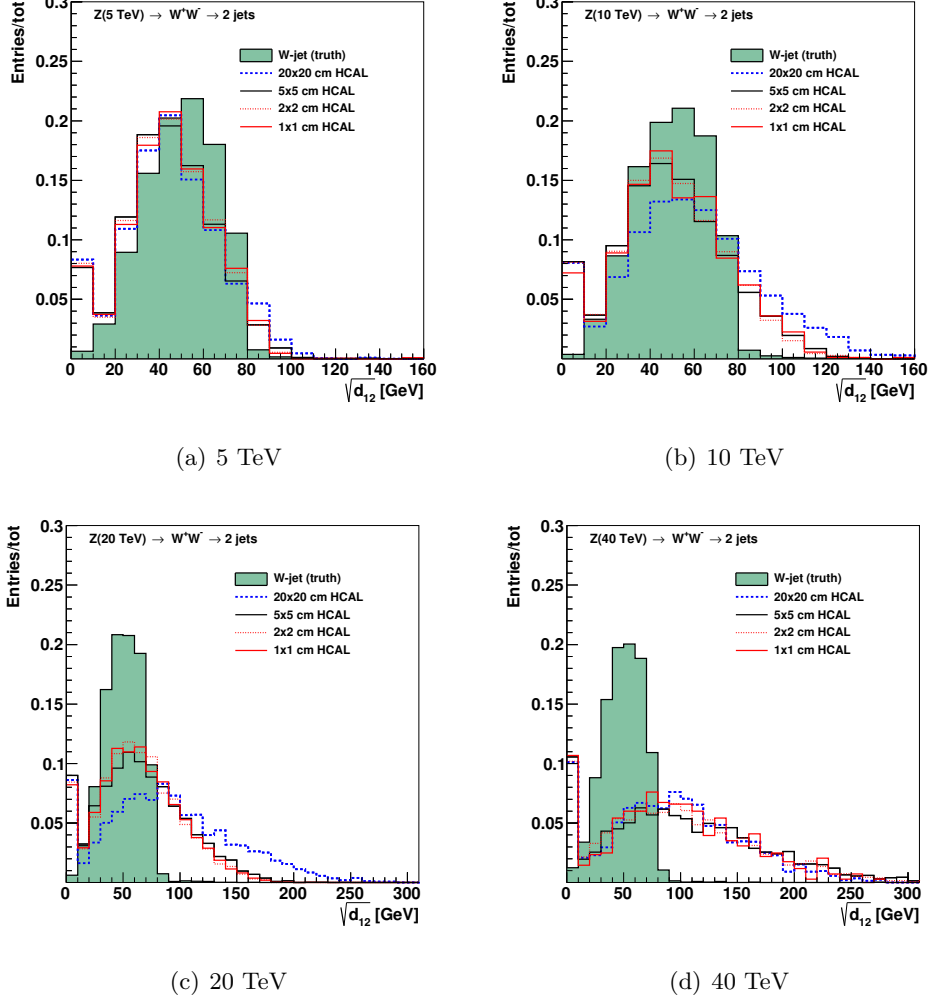 Entries/tot
0.3
0.25
0.2
0.15
0.1
0.05
Z(5 TeV) → W⁺W⁻ → 2 jets
W-jet (truth)
20x20 cm HCAL
5x5 cm HCAL
2x2 cm HCAL
1x1 cm HCAL
0 20 40 60 80 100 120 140 160
√d₁₂ [GeV]
(a) 5 TeV
Entries/tot
0.3
0.25
0.2
0.15
0.1
0.05
Z(10 TeV) → W⁺W⁻ → 2 jets
W-jet (truth)
20x20 cm HCAL
5x5 cm HCAL
2x2 cm HCAL
1x1 cm HCAL
0 20 40 60 80 100 120 140 160
√d₁₂ [GeV]
(b) 10 TeV
Entries/tot
0.3
0.25
0.2
0.15
0.1
0.05
0
Z(20 TeV) → W⁺W⁻ → 2 jets
W-jet (truth)
20x20 cm HCAL
5x5 cm HCAL
2x2 cm HCAL
1x1 cm HCAL
0 50 100 150 200 250 300
√d₁₂ [GeV]
(c) 20 TeV
Entries/tot
0.3
0.25
0.2
0.15
0.1
0.05
0
Z(40 TeV) → W⁺W⁻ → 2 jets
W-jet (truth)
20x20 cm HCAL
5x5 cm HCAL
2x2 cm HCAL
1x1 cm HCAL
0 50 100 150 200 250 300
√d₁₂ [GeV]
(d) 40 TeV